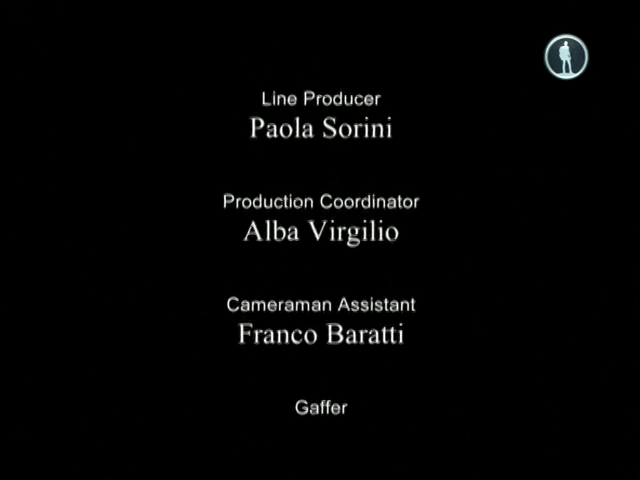 Line Producer
Paola Sorini
Production Coordinator
Alba Virgilio
Cameraman Assistant
Franco Baratti
Gaffer